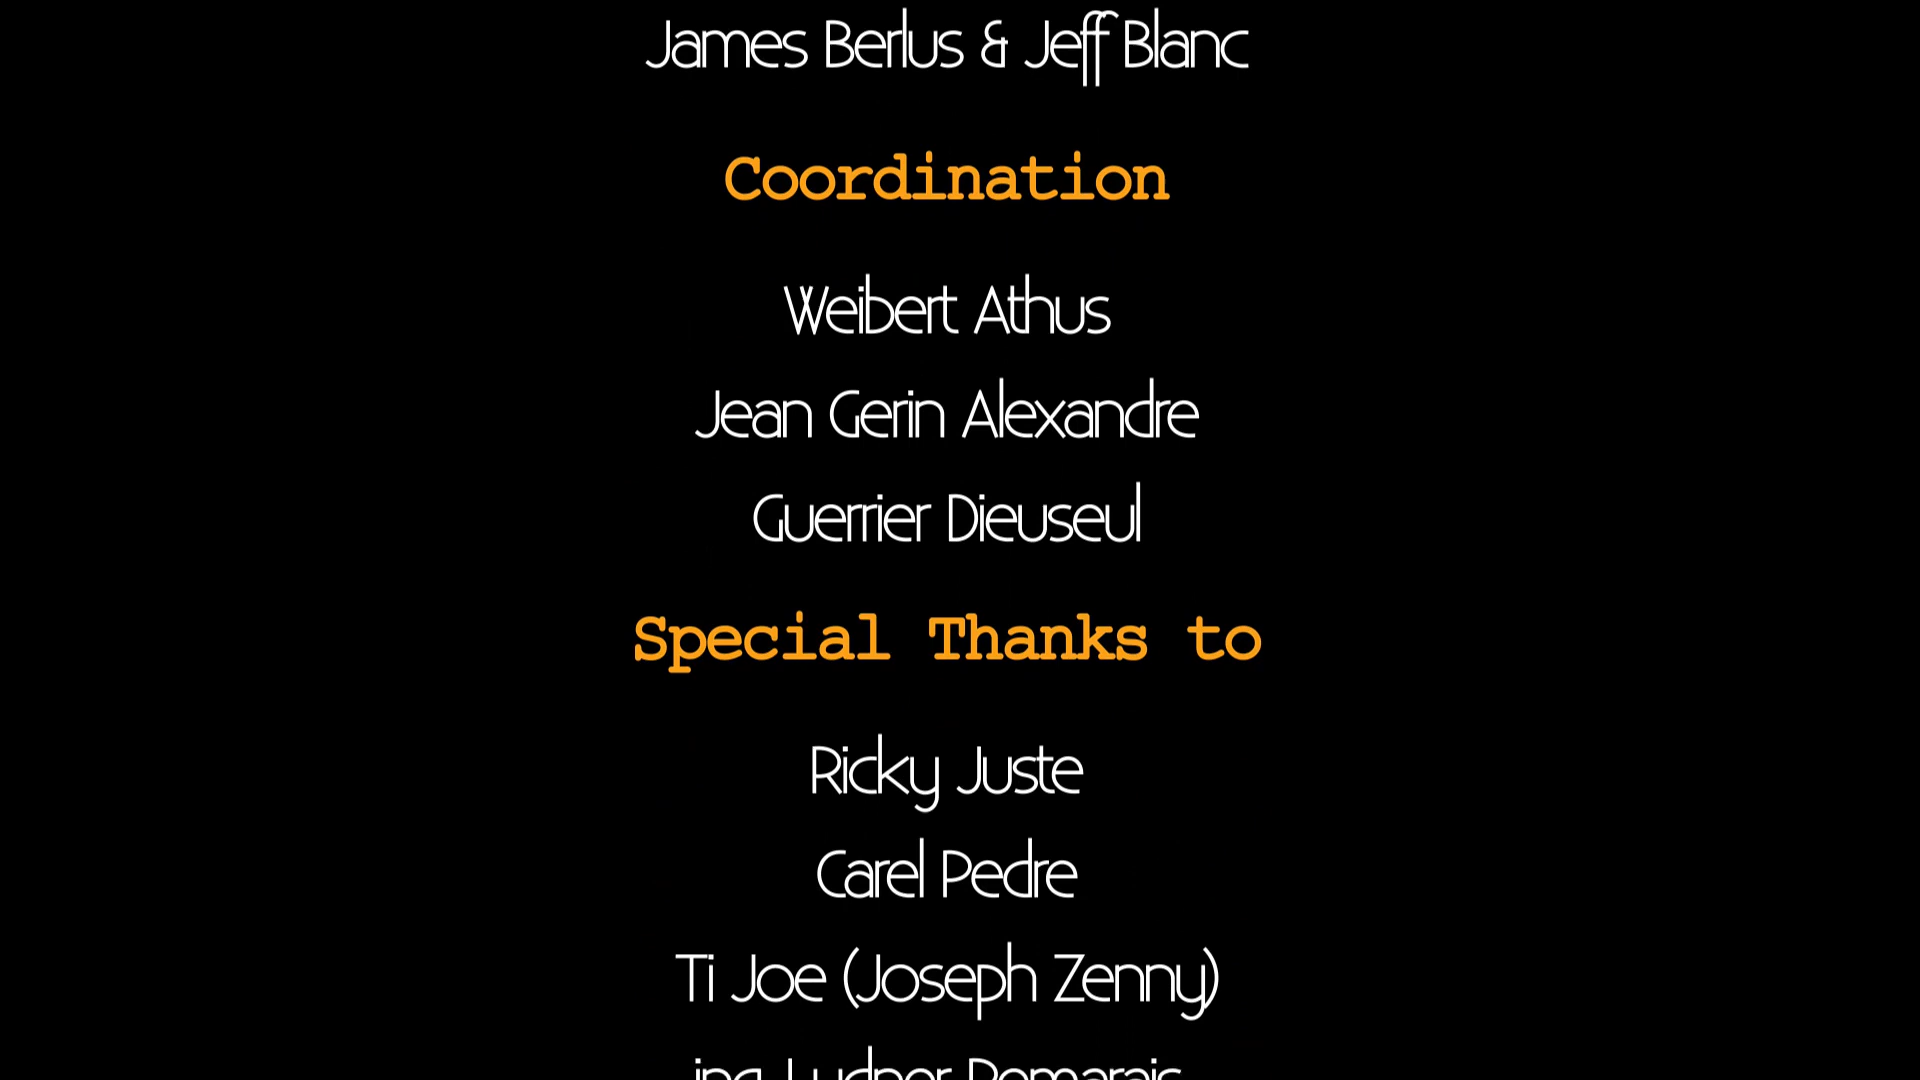 James Berlus & Jeff Blanc
Coordination
Weibert Athus
Jean Gerin Alexandre
Guerrier Dieuseul
Special Thanks to
Ricky Juste
Carel Pedre
Ti Joe (Joseph Zenny)